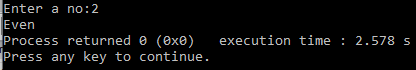 Enter a no:2
Even
Process returned 0 (0x0)   execution time : 2.578 s
Press any key to continue.